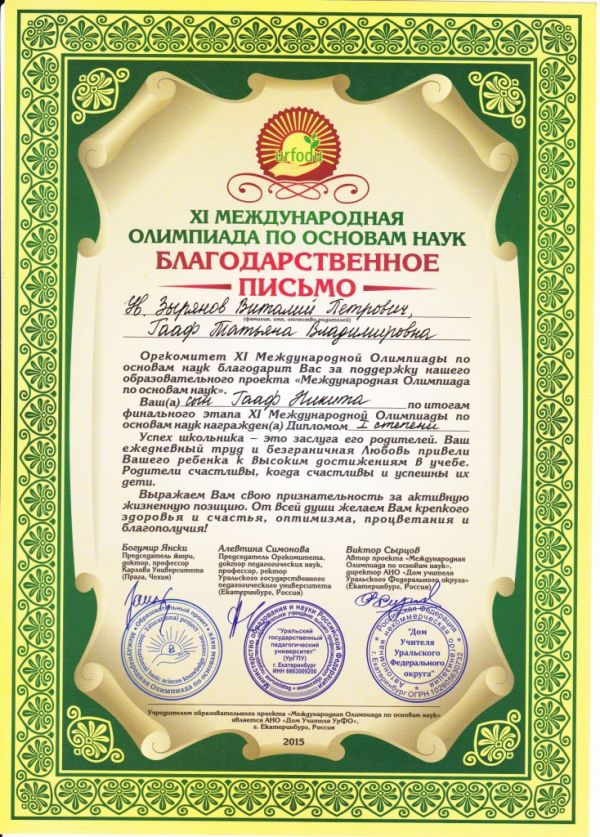 urfodu
XI МЕЖДУНАРОДНАЯ
ОЛИМПИАДА ПО ОСНОВАМ НАУК
БЛАГОДАРСТВЕННОЕ
ПИСЬМО
Ув. Зырянов Виталий Петрович,
(фамилия, имя, отчество родителей)
Гааф Татьяна Владимировна
Оргкомитет XI Международной Олимпиады по
основам наук благодарит Вас за поддержку нашего
образовательного проекта «Международная Олимпиада
по основам наук».
Ваш(а) сын Гааф Никита по итогам
финального этапа XI Международной Олимпиады по
основам наук награжден(а) Дипломом I степени
Успех школьника – это заслуга его родителей. Ваш
ежедневный труд и безграничная Любовь привели
Вашего ребенка к высоким достижениям в учебе.
Родители счастливы, когда счастливы и успешны их
дети.
Выражаем Вам свою признательность за активную
жизненную позицию. От всей души желаем Вам крепкого
здоровья и счастья, оптимизма, процветания и
благополучия!
Богумир Янски
Председатель жюри,
доктор, профессор
Карлова Университета
(Прага, Чехия)
Алевтина Симонова
Председатель Оргкомитета,
доктор педагогических наук,
профессор, ректор
Уральского государственного
педагогического университета
(Екатеринбург, Россия)
Виктор Сырцов
Автор проекта «Международная
Олимпиада по основам наук»,
директор АНО «Дом учителя
Уральского Федерального округа»
(Екатеринбург, Россия)
"Уральский
государственный
педагогический
университет"
(УрГПУ)
г. Екатеринбург
ИНН 6663009200
"Дом
Учителя
Уральского
Федерального
округа"
Учредителем образовательного проекта «Международная Олимпиада по основам наук»
является АНО «Дом Учителя УрФО»,
г. Екатеринбург, Россия
2015